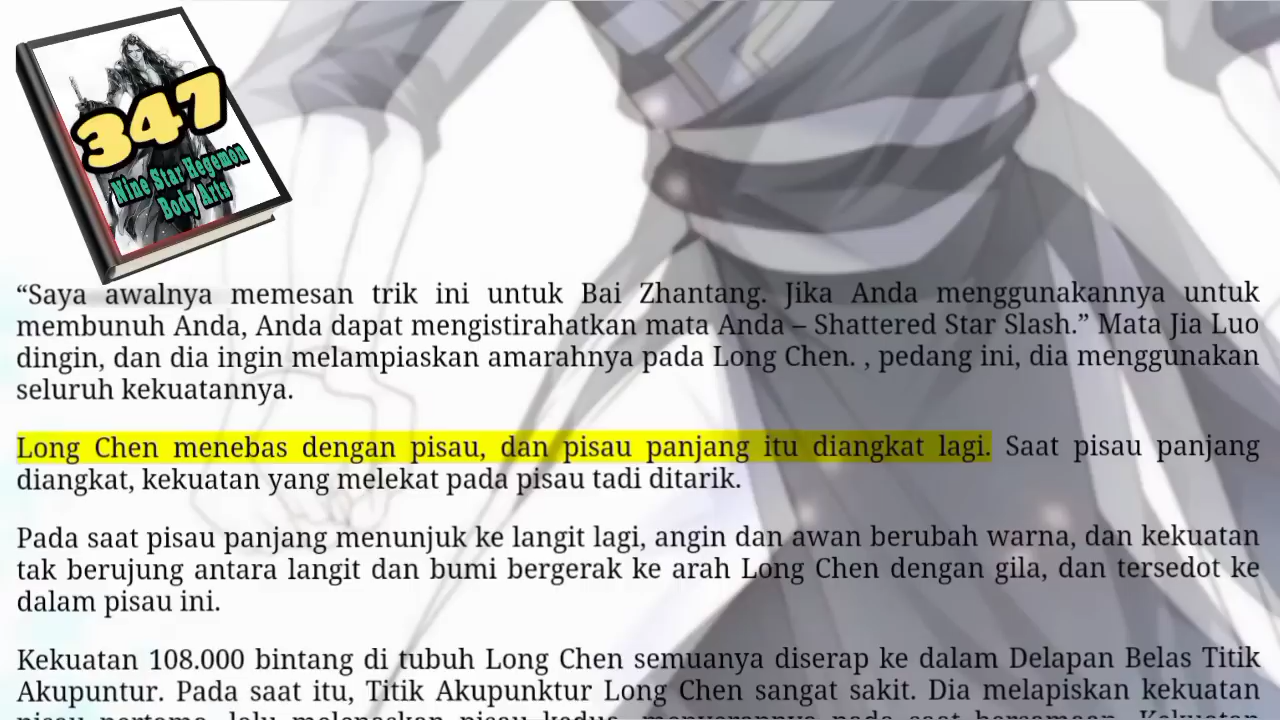 347
Nine Star Hegemon
Body Arts
“Saya awalnya memesan trik ini untuk Bai Zhantang. Jika Anda menggunakannya untuk
membunuh Anda, Anda dapat mengistirahatkan mata Anda – Shattered Star Slash.” Mata Jia Luo
dingin, dan dia ingin melampiaskan amarahnya pada Long Chen. , pedang ini, dia menggunakan
seluruh kekuatannya.
Long Chen menebas dengan pisau, dan pisau panjang itu diangkat lagi. Saat pisau panjang
diangkat, kekuatan yang melekat pada pisau tadi ditarik.
Pada saat pisau panjang menunjuk ke langit lagi, angin dan awan berubah warna, dan kekuatan
tak berujung antara langit dan bumi bergerak ke arah Long Chen dengan gila, dan tersedot ke
dalam pisau ini.
Kekuatan 108.000 bintang di tubuh Long Chen semuanya diserap ke dalam Delapan Belas Titik
Akupuntur. Pada saat itu, Titik Akupunktur Long Chen sangat sakit. Dia melapiskan kekuatan